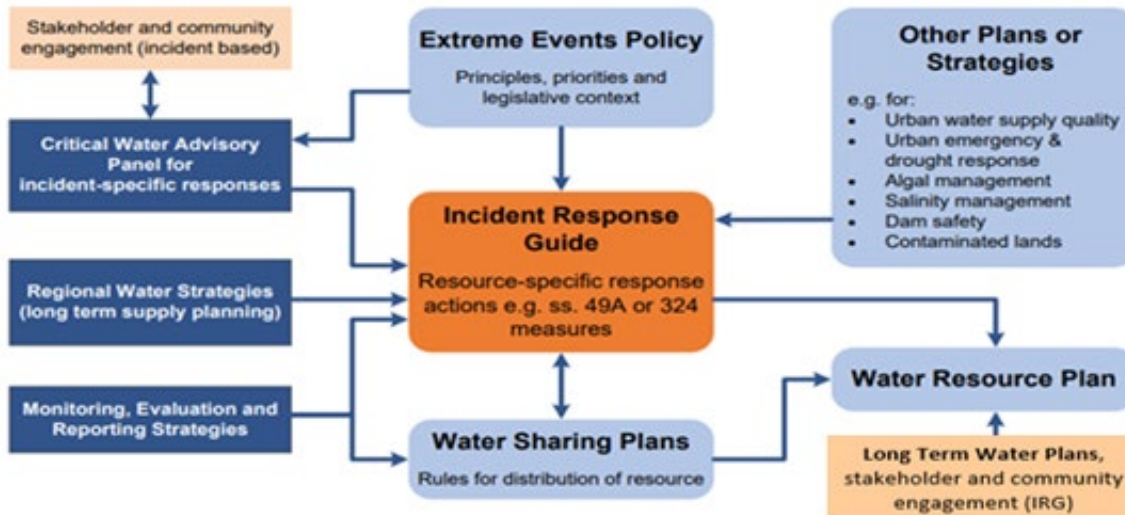 Stakeholder and community
engagement (incident based)
Extreme Events Policy
Principles, priorities and
legislative context
Other Plans or
Strategies
e.g. for:
• Urban water supply quality
• Urban emergency &
drought response
• Algal management
• Salinity management
• Dam safety
• Contaminated lands
Critical Water Advisory
Panel for
incident-specific responses
Incident Response
Guide
Resource-specific response
actions e.g. ss. 49A or 324
measures
Regional Water Strategies
(long term supply planning)
Monitoring, Evaluation and
Reporting Strategies
Water Sharing Plans
Rules for distribution of resource
Water Resource Plan
Long Term Water Plans,
stakeholder and community
engagement (IRG)